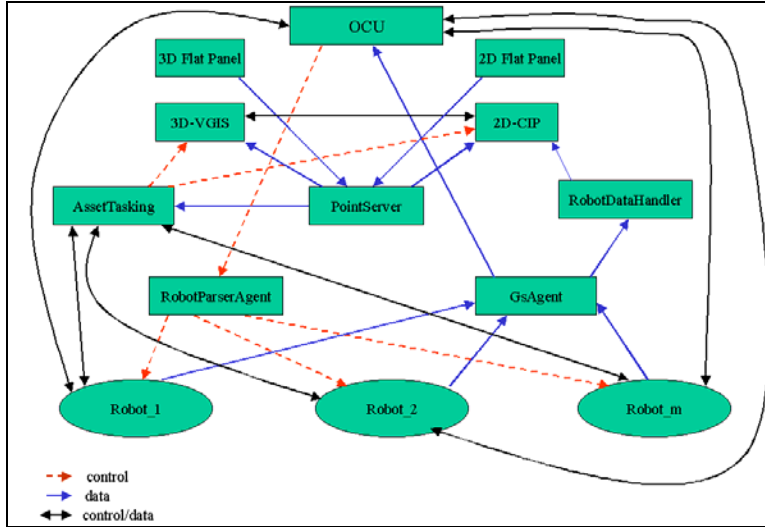 OCU
3D Flat Panel
2D Flat Panel
3D-VGIS
2D-CIP
AssetTasking
PointServer
RobotDataHandler
RobotParserAgent
GsAgent
Robot_1
Robot_2
Robot_m
control
data
control/data